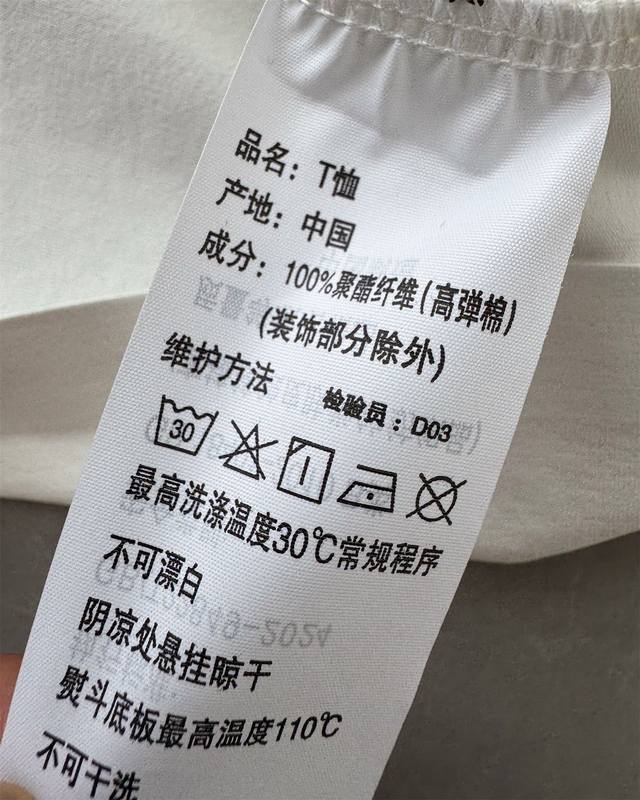 品名：T恤
产地：中国
成分：100%聚酯纤维(高弹棉)
(装饰部分除外)
维护方法
检验员：D03
30
最高洗涤温度30℃常规程序
不可漂白
阴凉处悬挂晾干
熨斗底板最高温度110℃
不可干洗